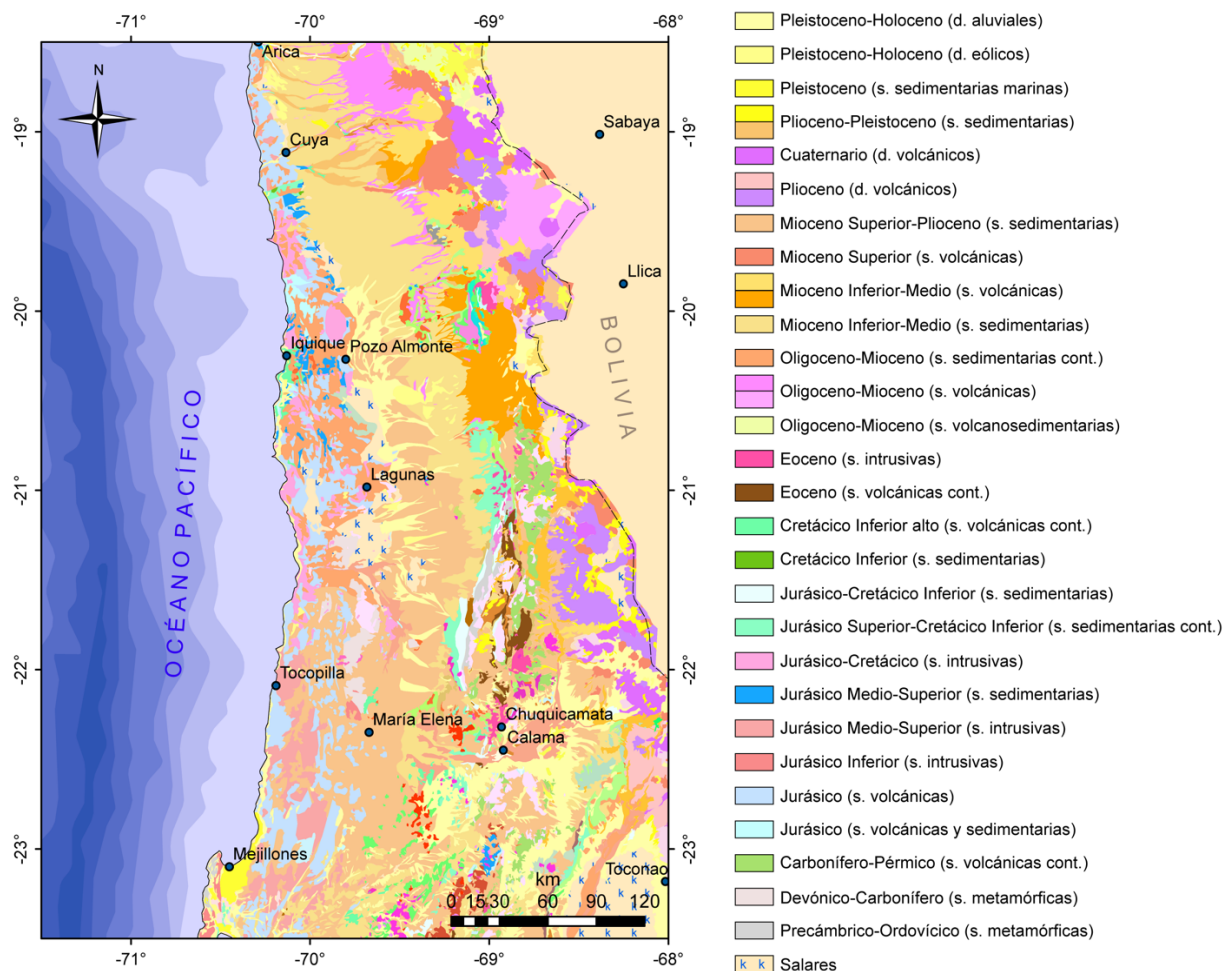 -71°
-70°
-69°
-68°
N
Arica
Sabaya
-19°
-19°
Cuya
Llica
-20°
-20°
Iquique
Pozo Almonte
BOLIVIA
OCÉANO PACÍFICO
-21°
-21°
Lagunas
-22°
-22°
Tocopilla
María Elena
Chuquicamata
Calama
-23°
-23°
Mejillones
Toconao
km
0 15 30 60 90 120
-71°
-70°
-69°
-68°
Pleistoceno-Holoceno (d. aluviales)
Pleistoceno-Holoceno (d. eólicos)
Pleistoceno (s. sedimentarias marinas)
Plioceno-Pleistoceno (s. sedimentarias)
Cuaternario (d. volcánicos)
Plioceno (d. volcánicos)
Mioceno Superior-Plioceno (s. sedimentarias)
Mioceno Superior (s. volcánicas)
Mioceno Inferior-Medio (s. volcánicas)
Mioceno Inferior-Medio (s. sedimentarias)
Oligoceno-Mioceno (s. sedimentarias cont.)
Oligoceno-Mioceno (s. volcánicas)
Oligoceno-Mioceno (s. volcanosedimentarias)
Eoceno (s. intrusivas)
Eoceno (s. volcánicas cont.)
Cretácico Inferior alto (s. volcánicas cont.)
Cretácico Inferior (s. sedimentarias)
Jurásico-Cretácico Inferior (s. sedimentarias)
Jurásico Superior-Cretácico Inferior (s. sedimentarias cont.)
Jurásico-Cretácico (s. intrusivas)
Jurásico Medio-Superior (s. sedimentarias)
Jurásico Medio-Superior (s. intrusivas)
Jurásico Inferior (s. intrusivas)
Jurásico (s. volcánicas)
Jurásico (s. volcánicas y sedimentarias)
Carbonífero-Pérmico (s. volcánicas cont.)
Devónico-Carbonífero (s. metamórficas)
Precámbrico-Ordovícico (s. metamórficas)
k k Salares